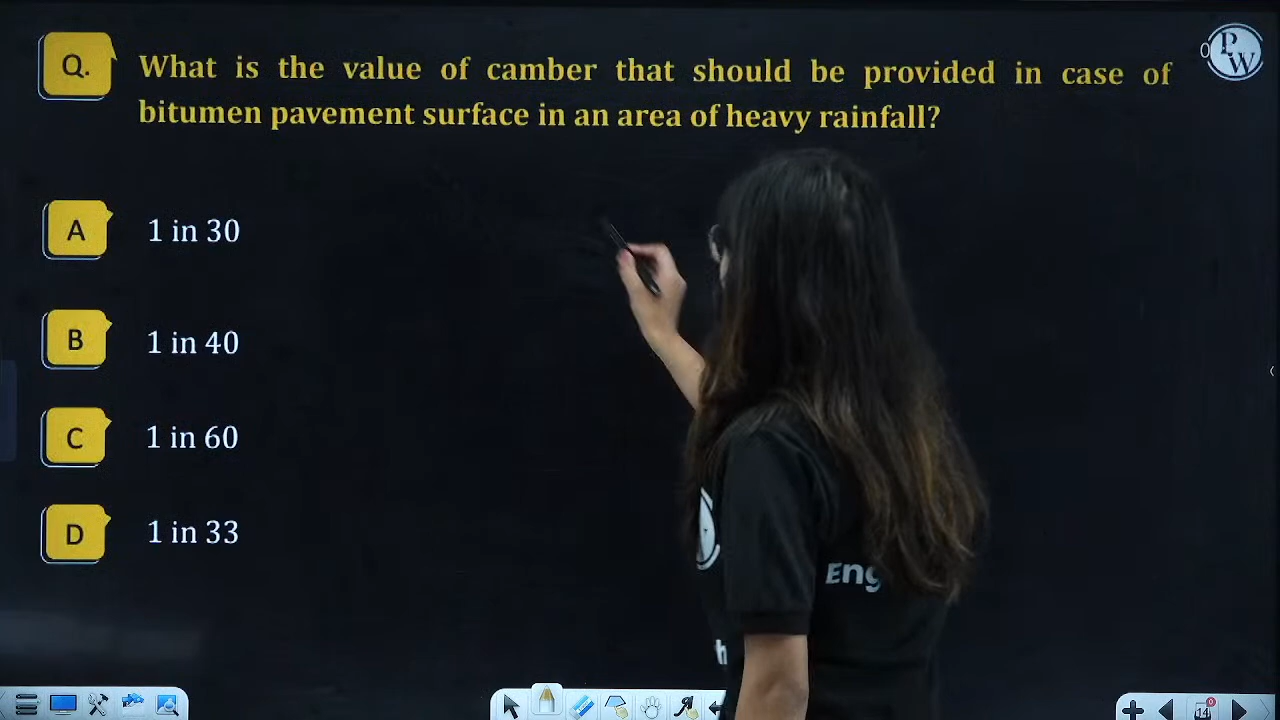 Q. What is the value of camber that should be provided in case of
bitumen pavement surface in an area of heavy rainfall?
PW
A 1 in 30
B 1 in 40
C 1 in 60
D 1 in 33
Eng
h